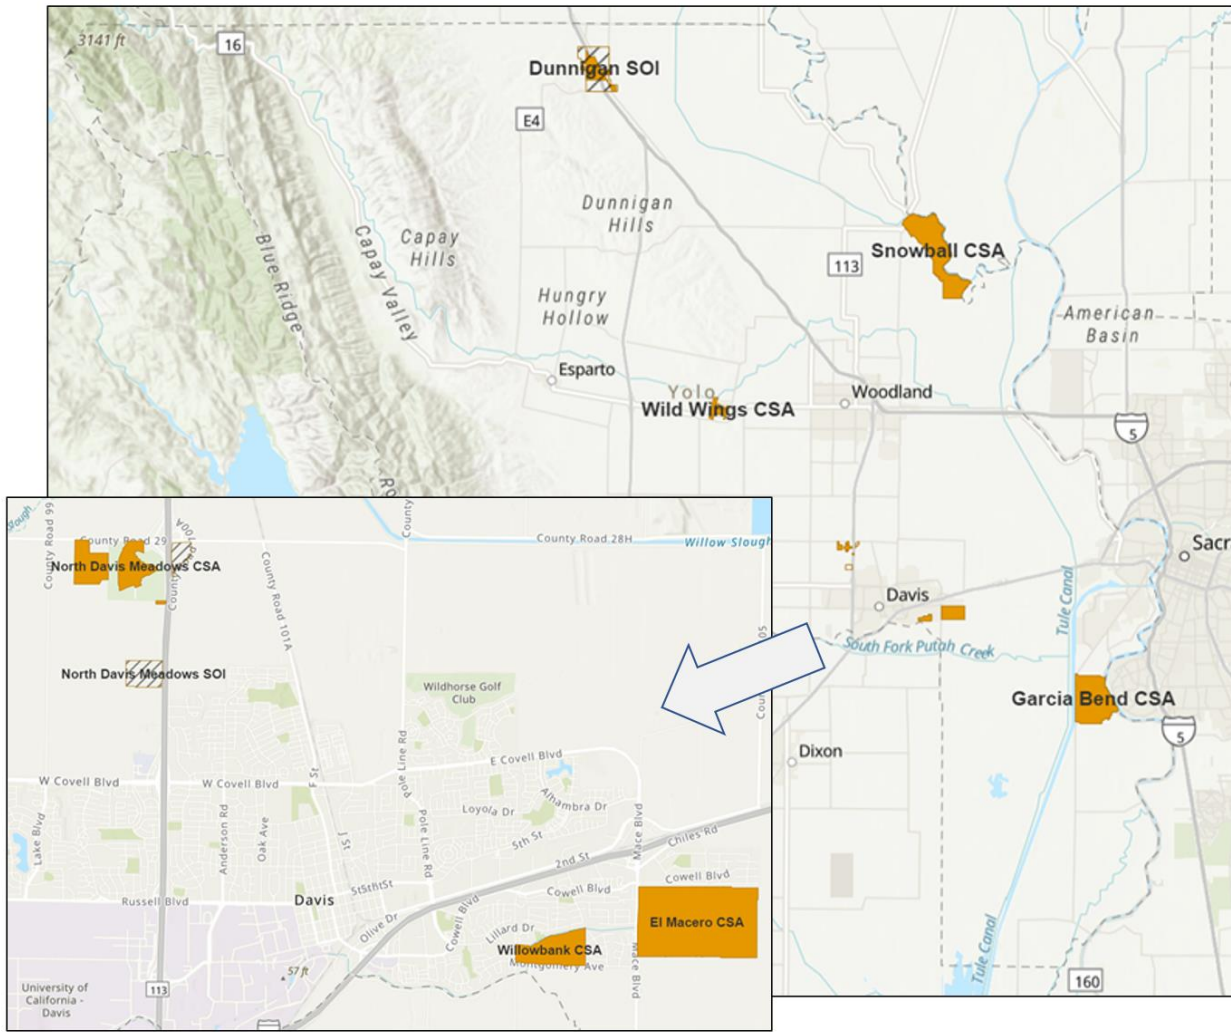 3141 ft
16
Dunnigan SOI
E4
Dunnigan
Hills
Blue Ridge
Capay Valley
Capay
Hills
Snowball CSA
113
Hungry
Hollow
American
Basin
Esparto
Yolo
Wild Wings CSA
Woodland
5
Ro
Sacr
Davis
Tule Canal
South Fork Putah Creek
Garcia Bend CSA
5
Dixon
Tule Canal
160
Slough
County Road 99
County Road 29
100A
County
County Road 28H
Willow Slough
North Davis Meadows CSA
County Road 101A
North Davis Meadows SOI
Wildhorse Golf
Club
Pole Line Rd
E Covell Blvd
W Covell Blvd
W Covell Blvd
F St
Alhambra Dr
Loyola Dr
Lake Blvd
Anderson Rd
Oak Ave
J St
Pole Line Rd
5th St
Mace Blvd
Chiles Rd
2nd St
Cowell Blvd
Cowell Blvd
Russell Blvd
Davis
Olive Dr
Cowell Blvd
Lillard Dr
El Macero CSA
Willowbank CSA
Montgomery Ave
Mace Blvd
57 ft
113
University of
California -
Davis